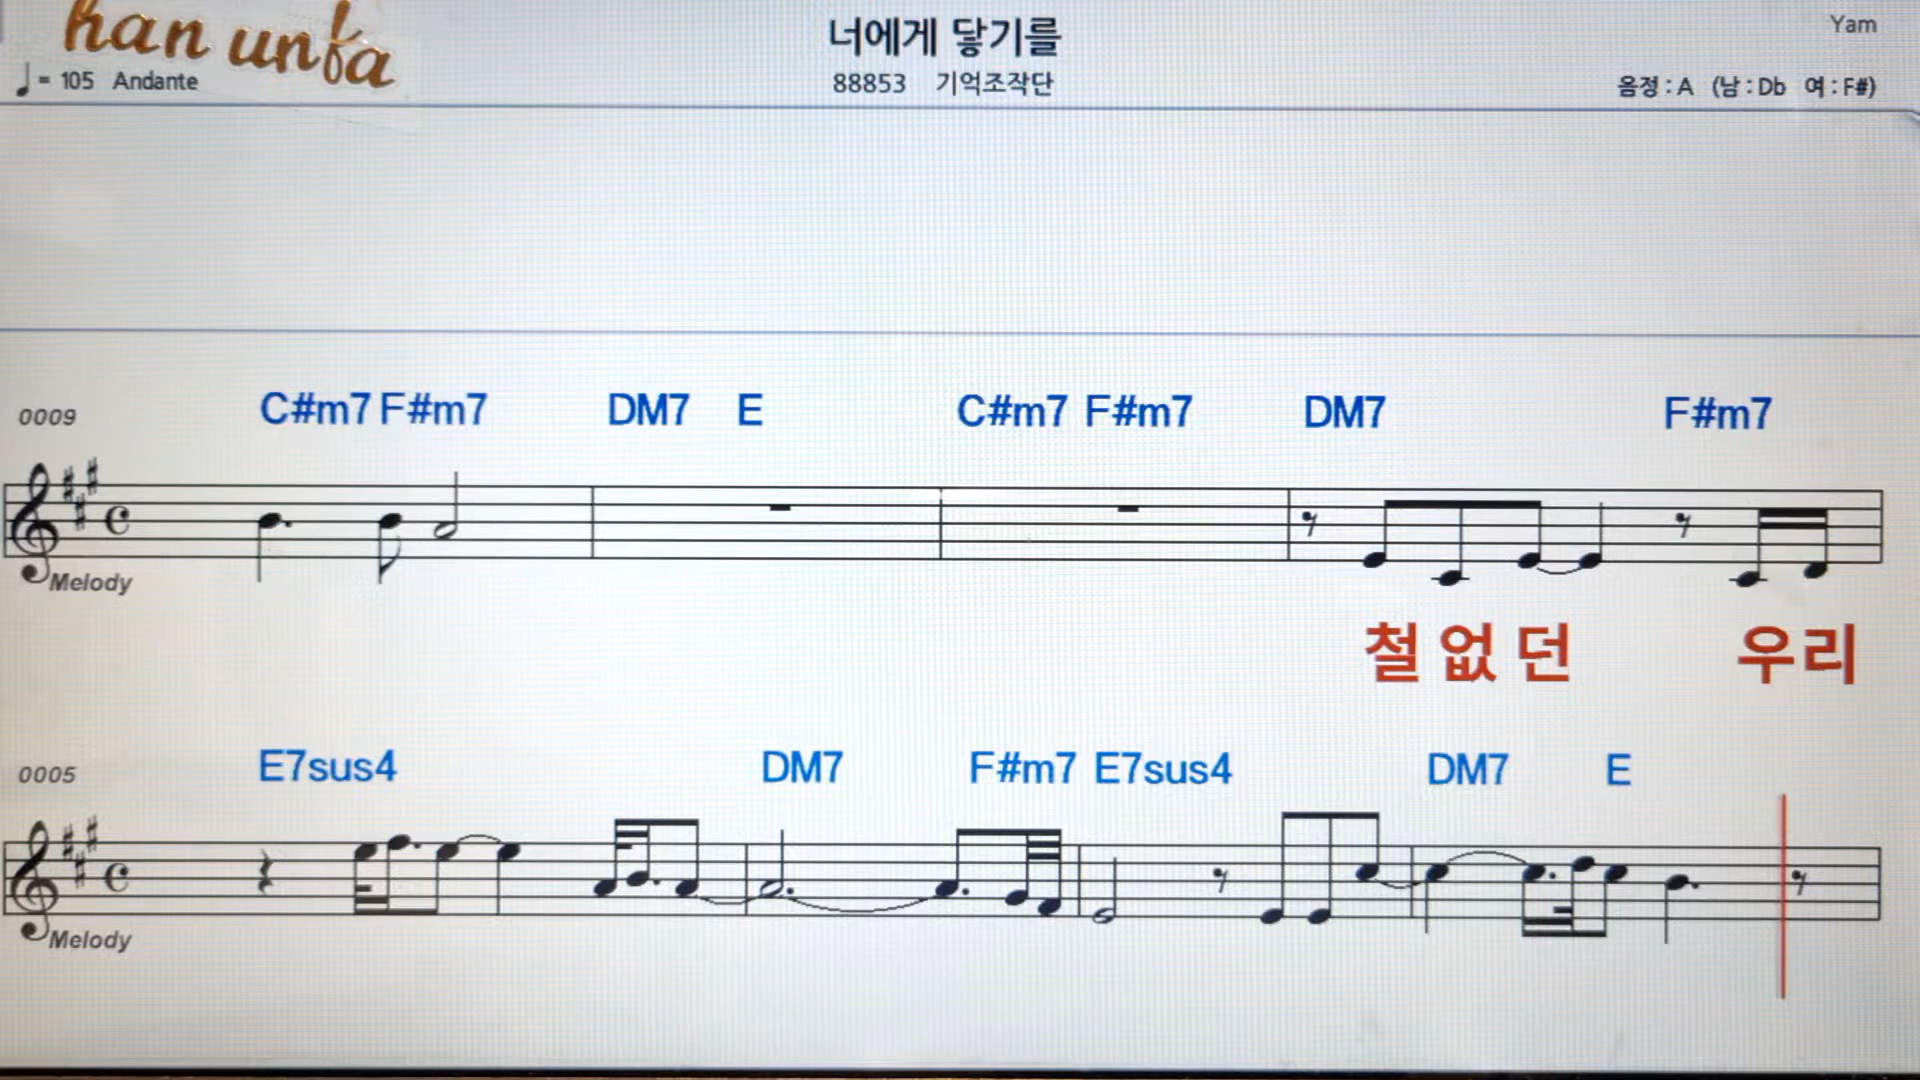 han unfa
너에게 닿기를
Yam
♩= 105 Andante
88853 기억조작단
음정 : A (남 : Db 여 : F#)
0009 C#m7 F#m7 DM7 E C#m7 F#m7 DM7 F#m7
Melody
철 없 던 우리
0005 E7sus4 DM7 F#m7 E7sus4 DM7 E
Melody